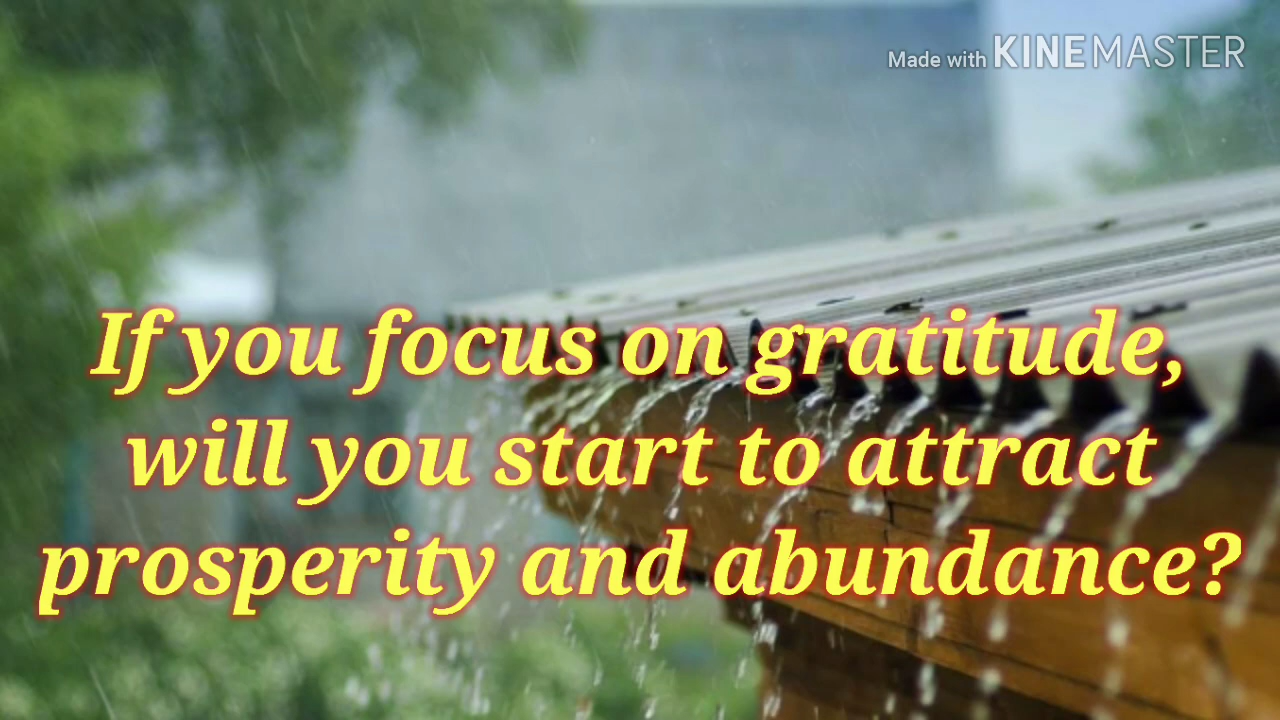 Made with KINEMASTER
If you focus on gratitude,
will you start to attract
prosperity and abundance?